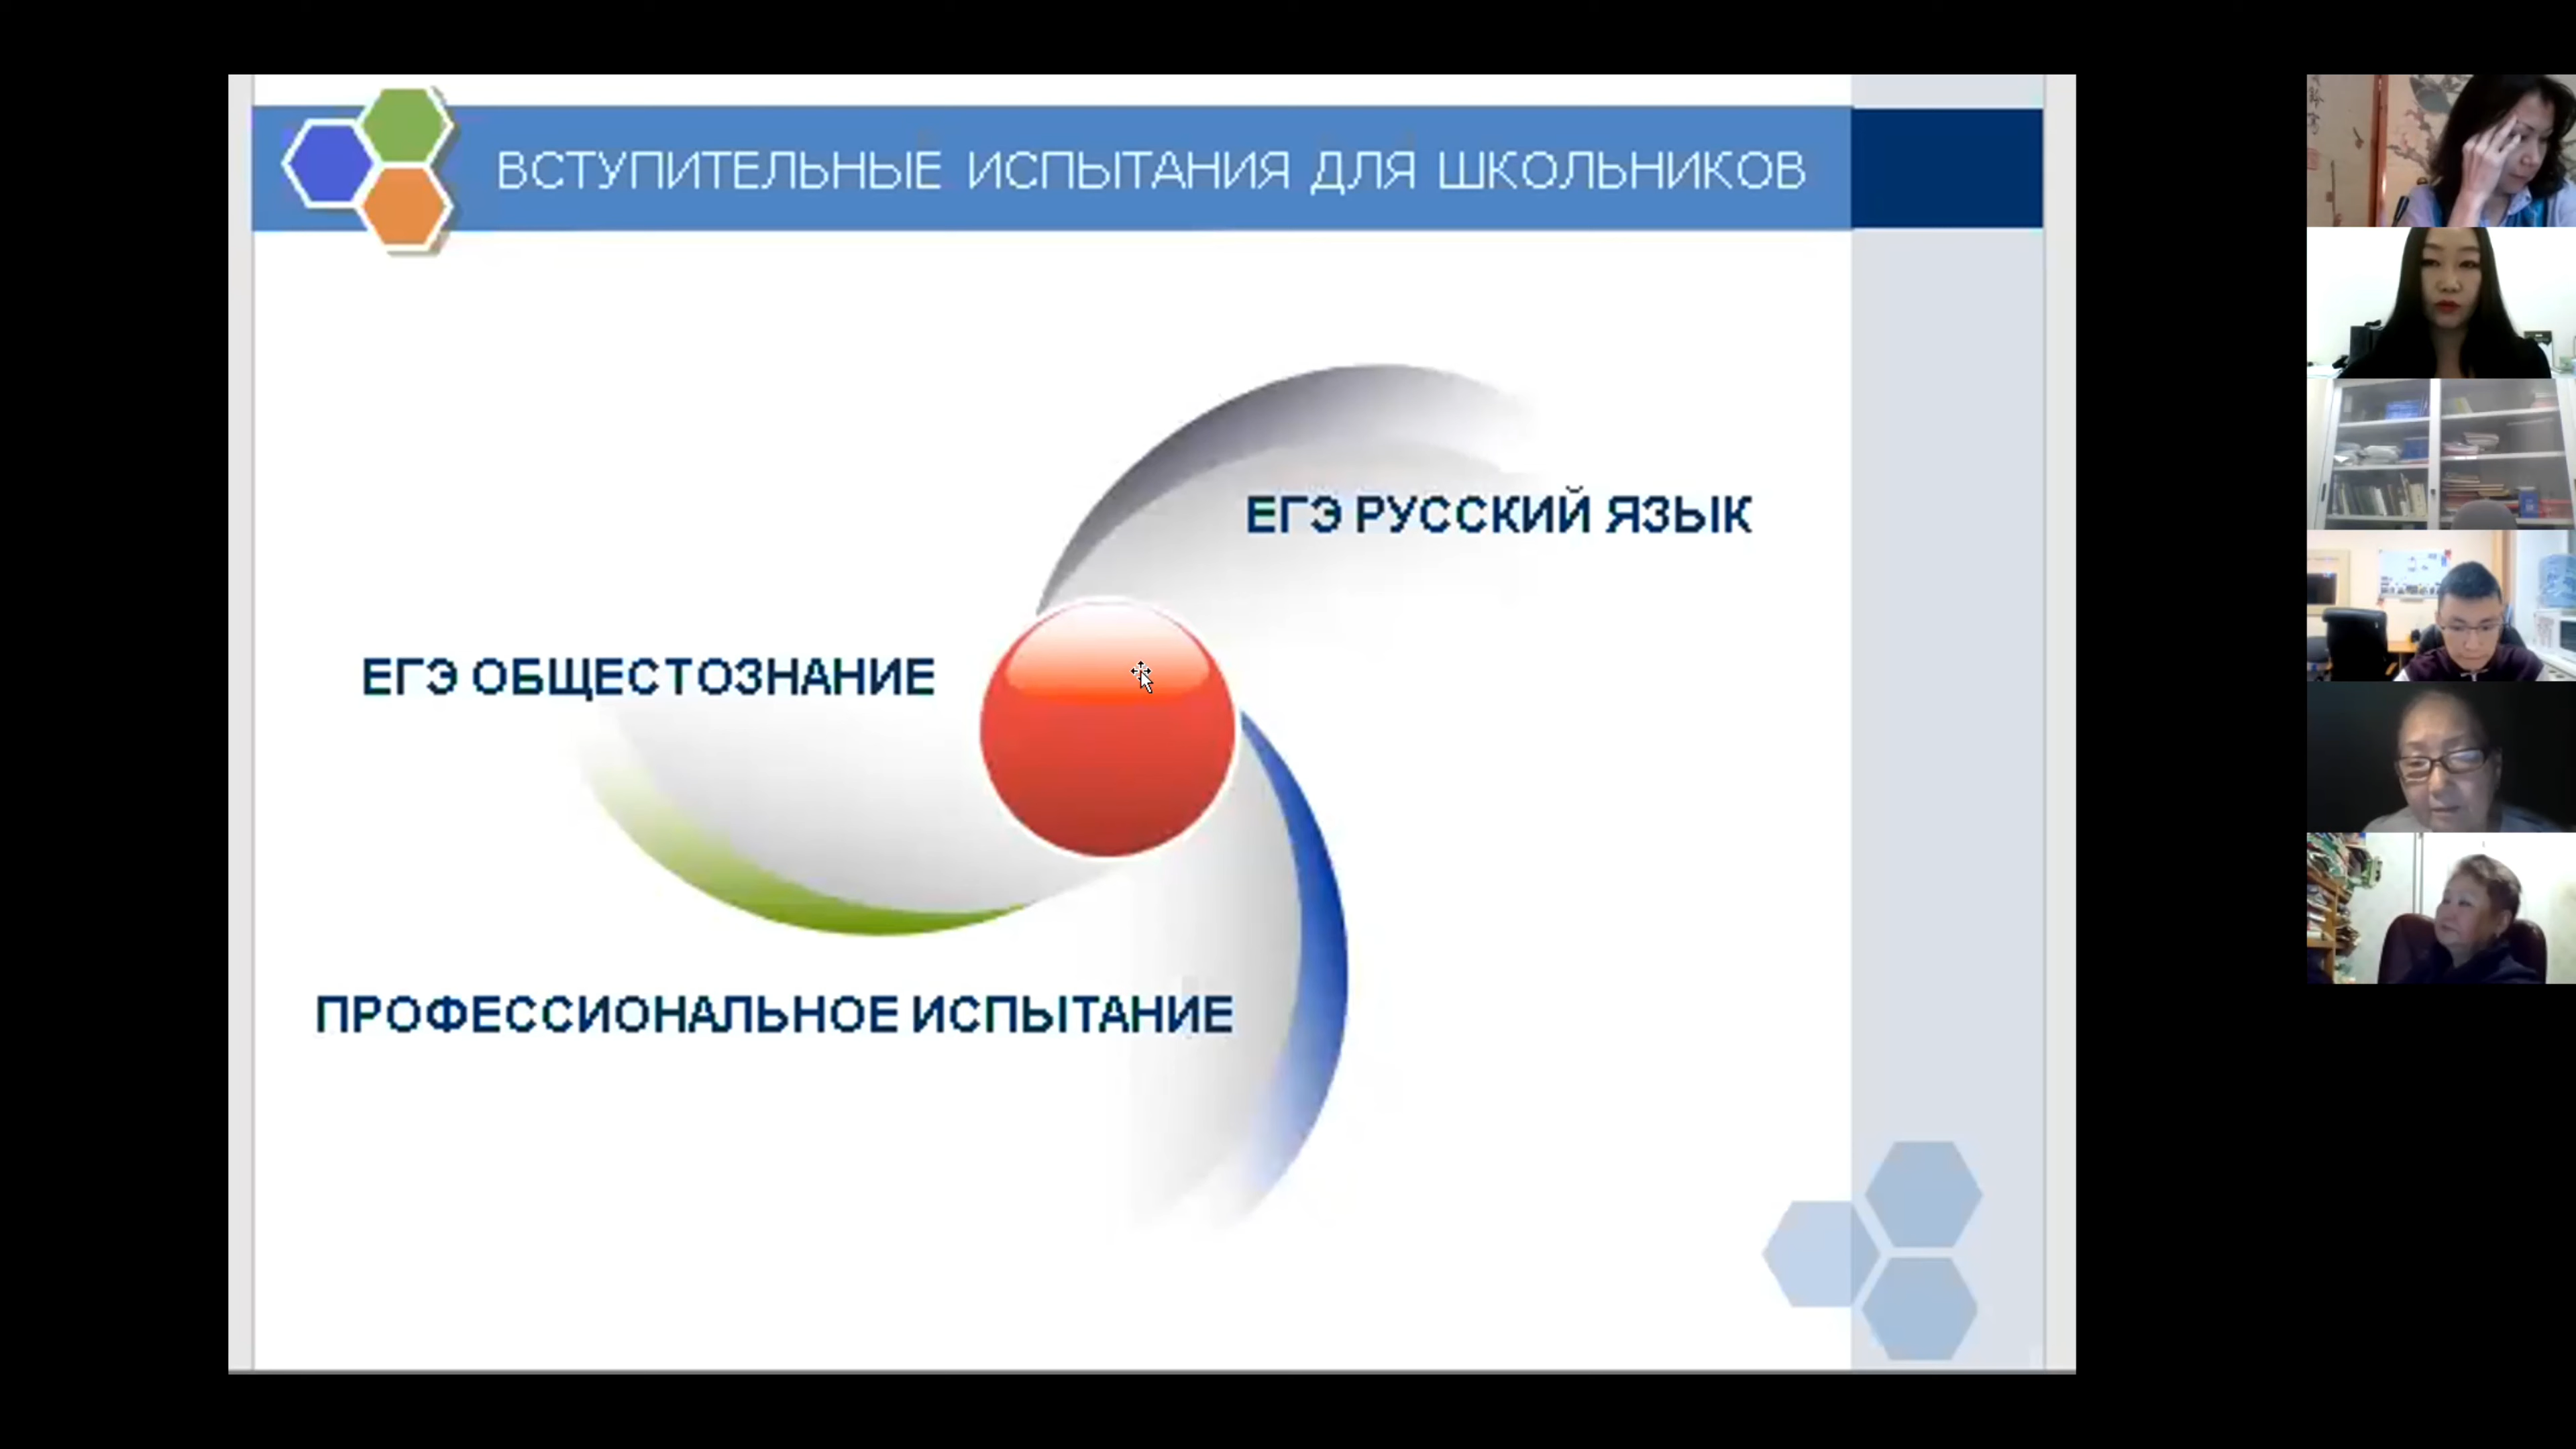 ВСТУПИТЕЛЬНЫЕ ИСПЫТАНИЯ ДЛЯ ШКОЛЬНИКОВ
ЕГЭ РУССКИЙ ЯЗЫК
ЕГЭ ОБЩЕСТОЗНАНИЕ
ПРОФЕССИОНАЛЬНОЕ ИСПЫТАНИЕ